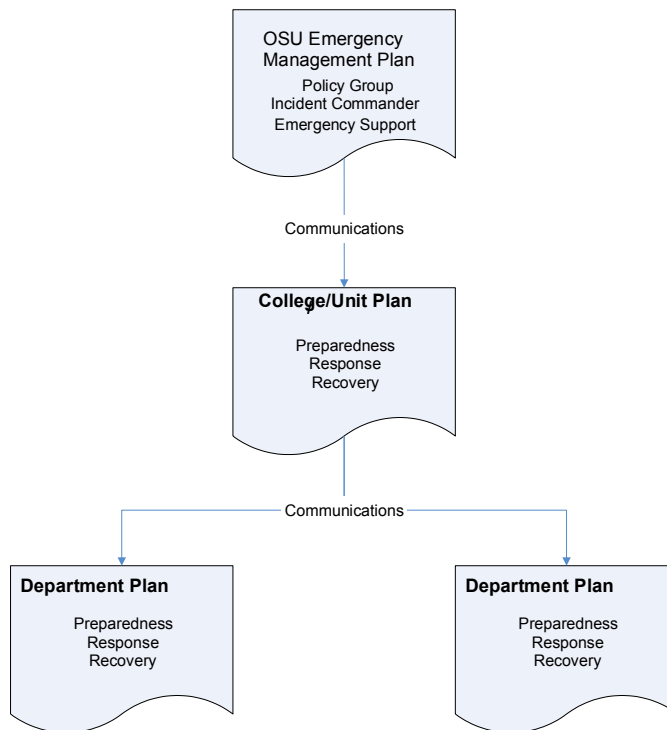 OSU Emergency
Management Plan
Policy Group
Incident Commander
Emergency Support
Communications
College/Unit Plan
Preparedness
Response
Recovery
Communications
Department Plan
Preparedness
Response
Recovery
Department Plan
Preparedness
Response
Recovery